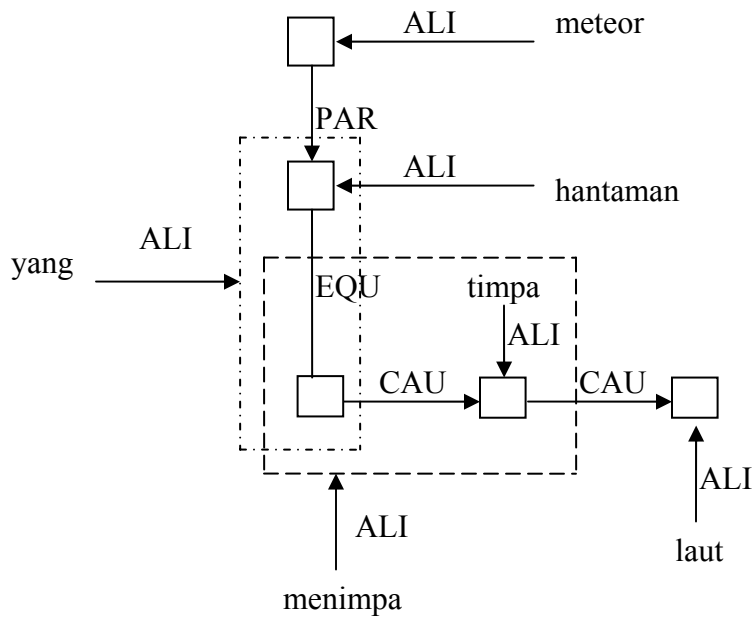 ALI meteor
PAR
ALI
hantaman
ALI
yang
EQU timpa
ALI
CAU CAU
ALI
ALI
laut
menimpa